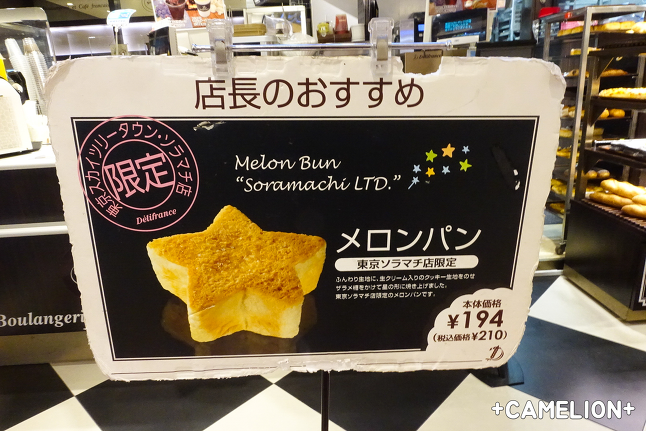 店長のおすすめ
東京スカイツリータウン・ソラマチ店
限定
Délifrance
Melon Bun
“Soramachi LTD.”
メロンパン
東京ソラマチ店限定
ふんわり生地に、生クリーム入りのクッキー生地をのせ
ザラメ糖をかけて星の形に焼き上げました。
東京ソラマチ店限定のメロンパンです。
本体価格
¥194
(税込価格¥210)
Boulangeri
+CAMELION+